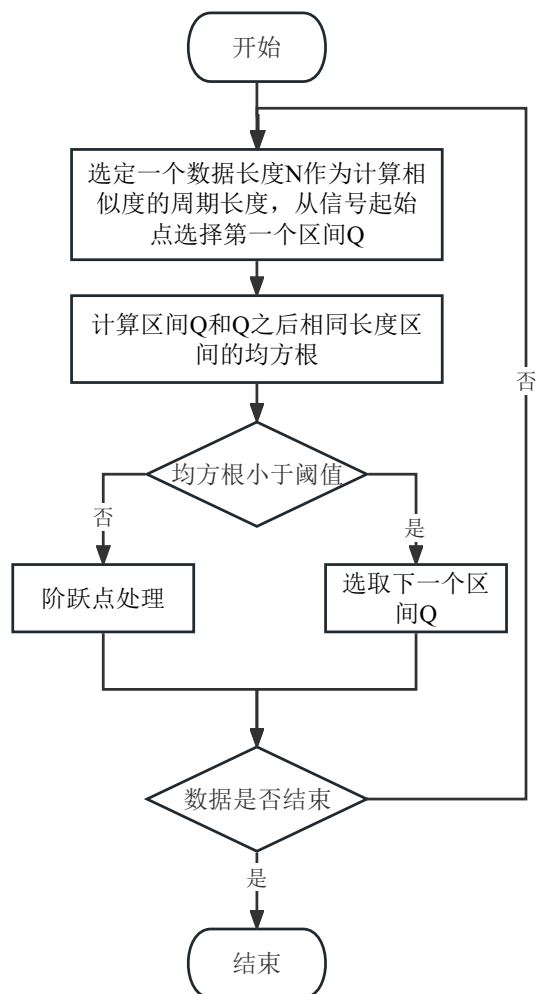 开始
选定一个数据长度N作为计算相
似度的周期长度，从信号起始
点选择第一个区间Q
计算区间Q和Q之后相同长度区
间的均方根
否
均方根小于阈值
否
是
阶跃点处理
选取下一个区
间Q
数据是否结束
是
结束